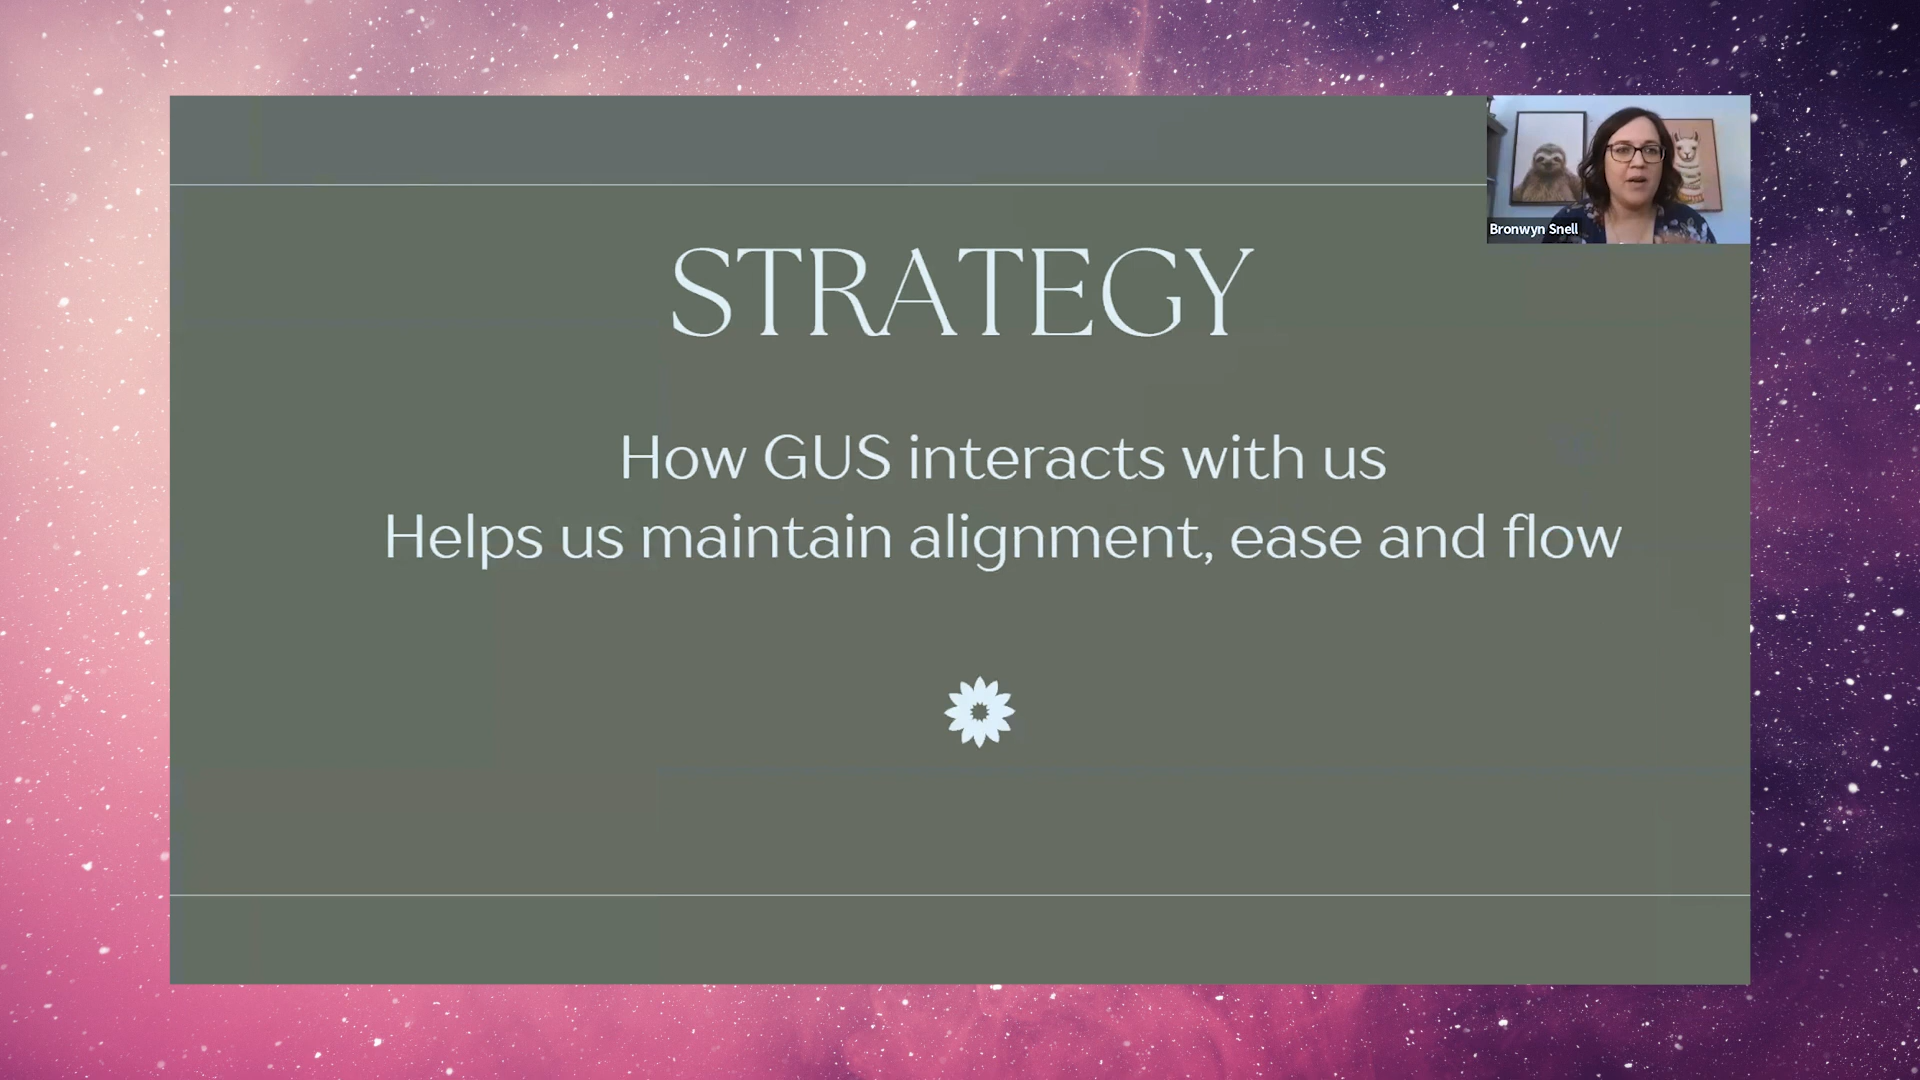 Bronwyn Snell
STRATEGY
How GUS interacts with us
Helps us maintain alignment, ease and flow